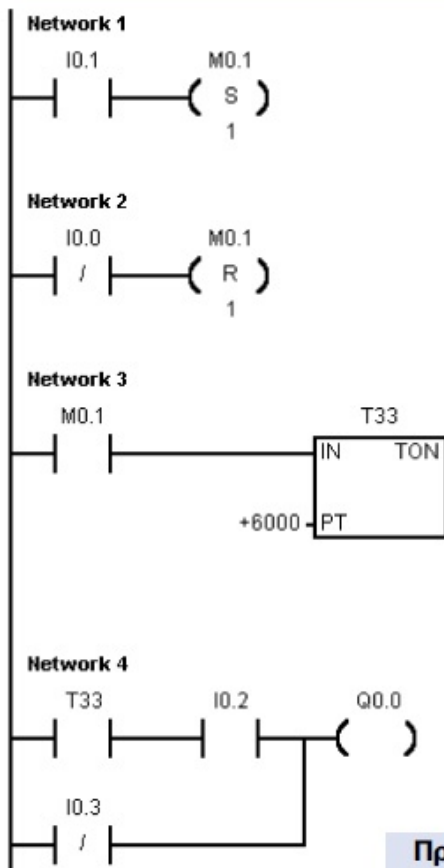 Network 1
I0.1 M0.1
S
1
Network 2
I0.0 M0.1
/ R
1
Network 3
M0.1 T33
IN TON
+6000 PT
Network 4
T33 I0.2 Q0.0
I0.3
/